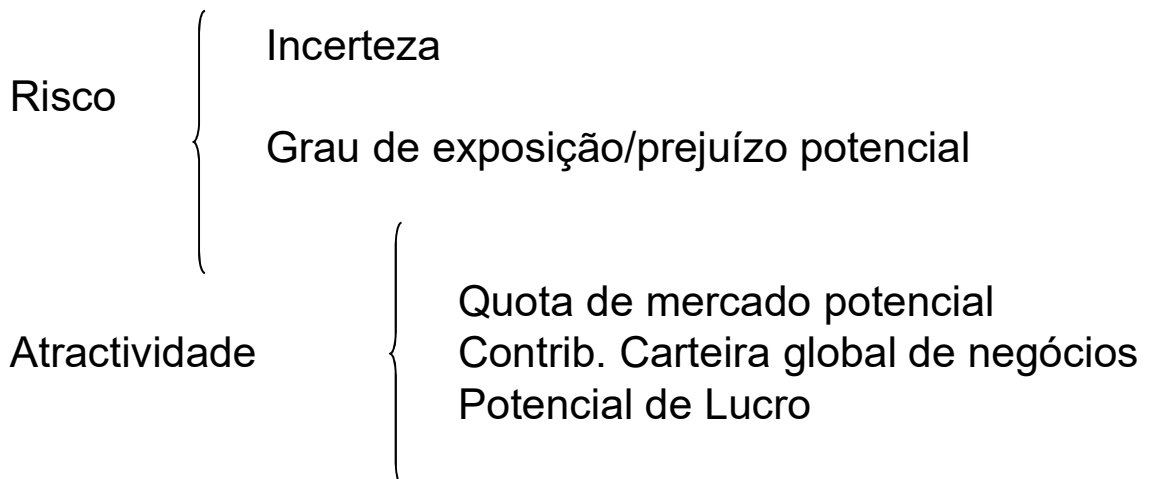 Incerteza
Risco
Grau de exposição/prejuízo potencial
Quota de mercado potencial
Atractividade
Contrib. Carteira global de negócios
Potencial de Lucro